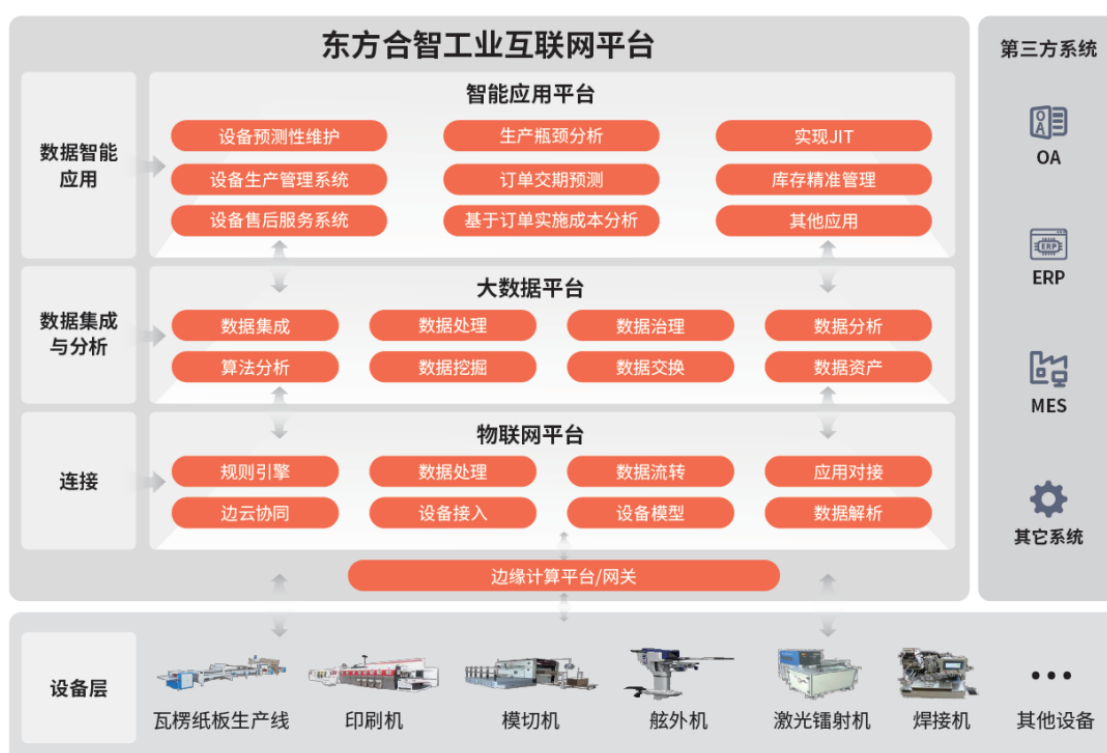 东方合智工业互联网平台
第三方系统
OA
ERP
MES
其它系统
数据智能
应用
智能应用平台
设备预测性维护
生产瓶颈分析
实现JIT
设备生产管理系统
订单交期预测
库存精准管理
设备售后服务系统
基于订单实施成本分析
其他应用
数据集成
与分析
大数据平台
数据集成
数据处理
数据治理
数据分析
算法分析
数据挖掘
数据交换
数据资产
连接
物联网平台
规则引擎
数据处理
数据流转
应用对接
边云协同
设备接入
设备模型
数据解析
边缘计算平台/网关
设备层
瓦楞纸板生产线
印刷机
模切机
舷外机
激光镭射机
焊接机
其他设备